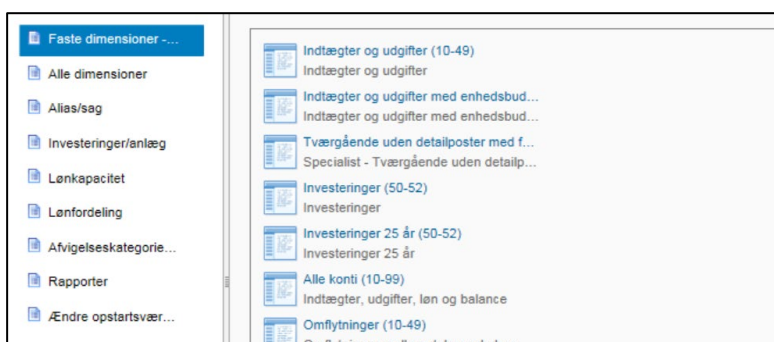 Faste dimensioner -...
Alle dimensioner
Alias/sag
Investeringer/anlæg
Lønkapacitet
Lønfordeling
Afvigelseskategorie...
Rapporter
Ændre opstartsvær...
Indtægter og udgifter (10-49)
Indtægter og udgifter
Indtægter og udgifter med enhedsbud...
Indtægter og udgifter med enhedsbud...
Tværgående uden detailposter med f...
Specialist - Tværgående uden detailp...
Investeringer (50-52)
Investeringer
Investeringer 25 år (50-52)
Investeringer 25 år
Alle konti (10-99)
Indtægter, udgifter, løn og balance
Omflytninger (10-49)